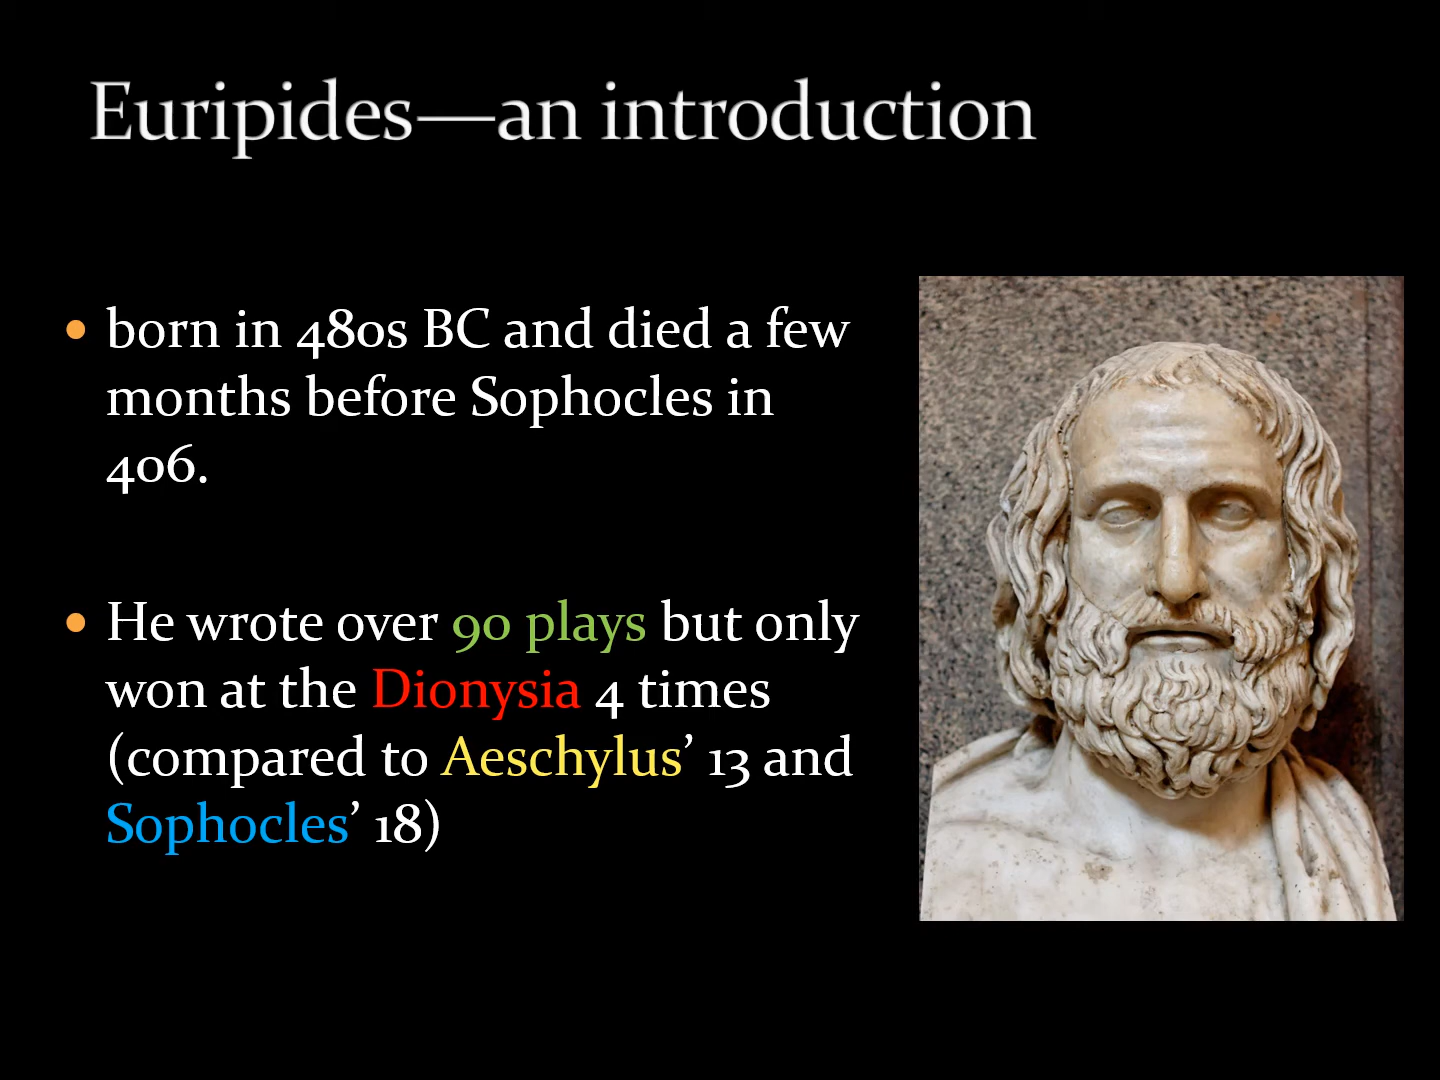 Euripides—an introduction
• born in 480s BC and died a few
months before Sophocles in
406.
• He wrote over 90 plays but only
won at the Dionysia 4 times
(compared to Aeschylus’ 13 and
Sophocles’ 18)